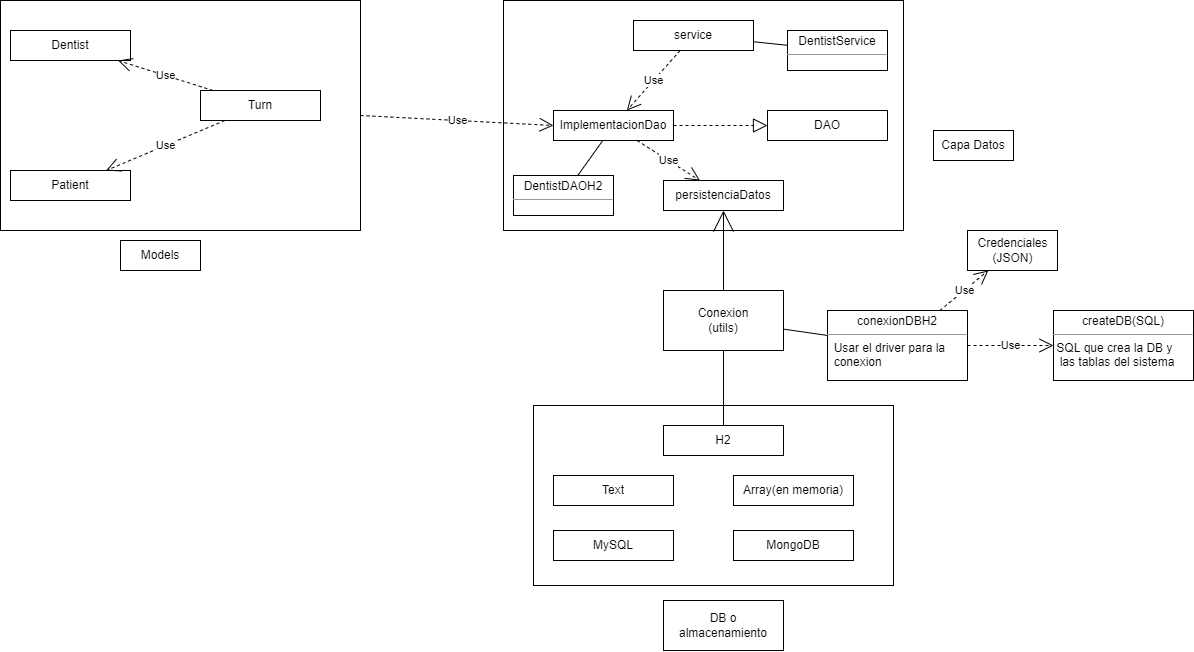 Dentist
Use
Turn
Use
Patient
Models
Use
service
DentistService
Use
ImplementacionDao
DAO
Use
DentistDAOH2
persistenciaDatos
Capa Datos
Credenciales
(JSON)
Use
Conexion
(utils)
conexionDBH2
Usar el driver para la
conexion
Use
createDB(SQL)
SQL que crea la DB y
las tablas del sistema
H2
Text
Array(en memoria)
MySQL
MongoDB
DB o
almacenamiento